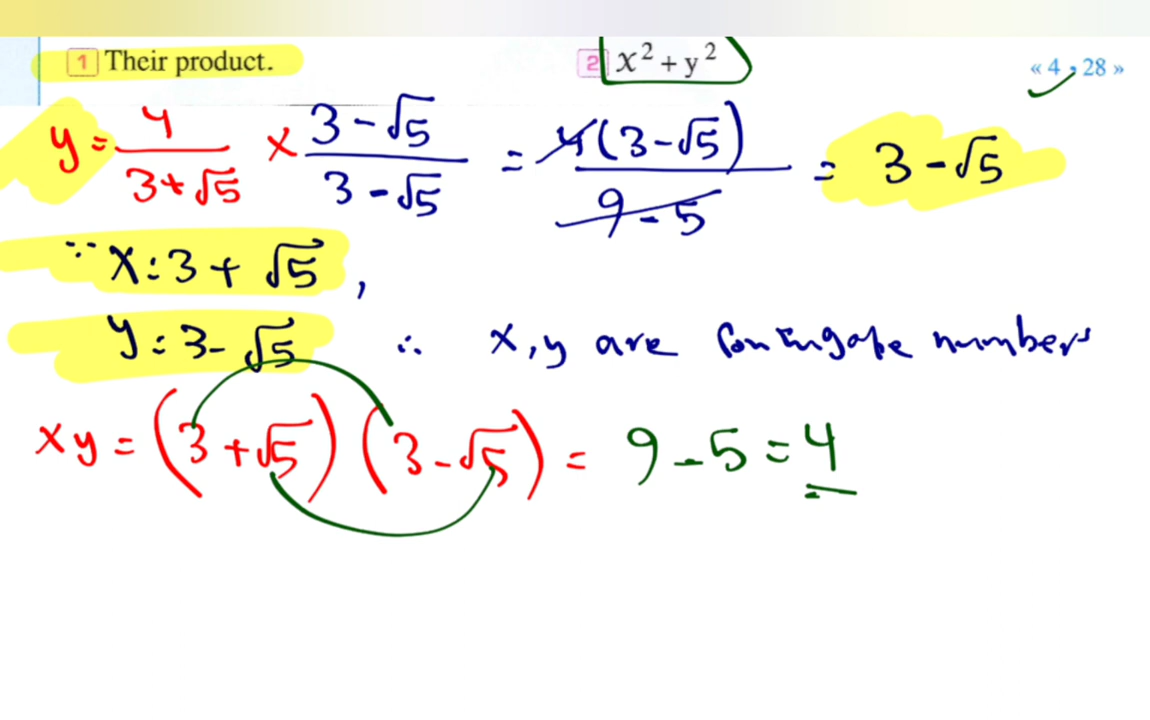 1 Their product.
2 x² + y²
« 4 , 28 »
y = 4 / 3+√5 × 3-√5 / 3-√5 = 4(3-√5) / 9-5 = 3-√5
∵ x = 3 + √5 ,
y = 3 - √5 ∴ x, y are conjugate numbers
xy = (3 + √5) (3 - √5) = 9 - 5 = 4